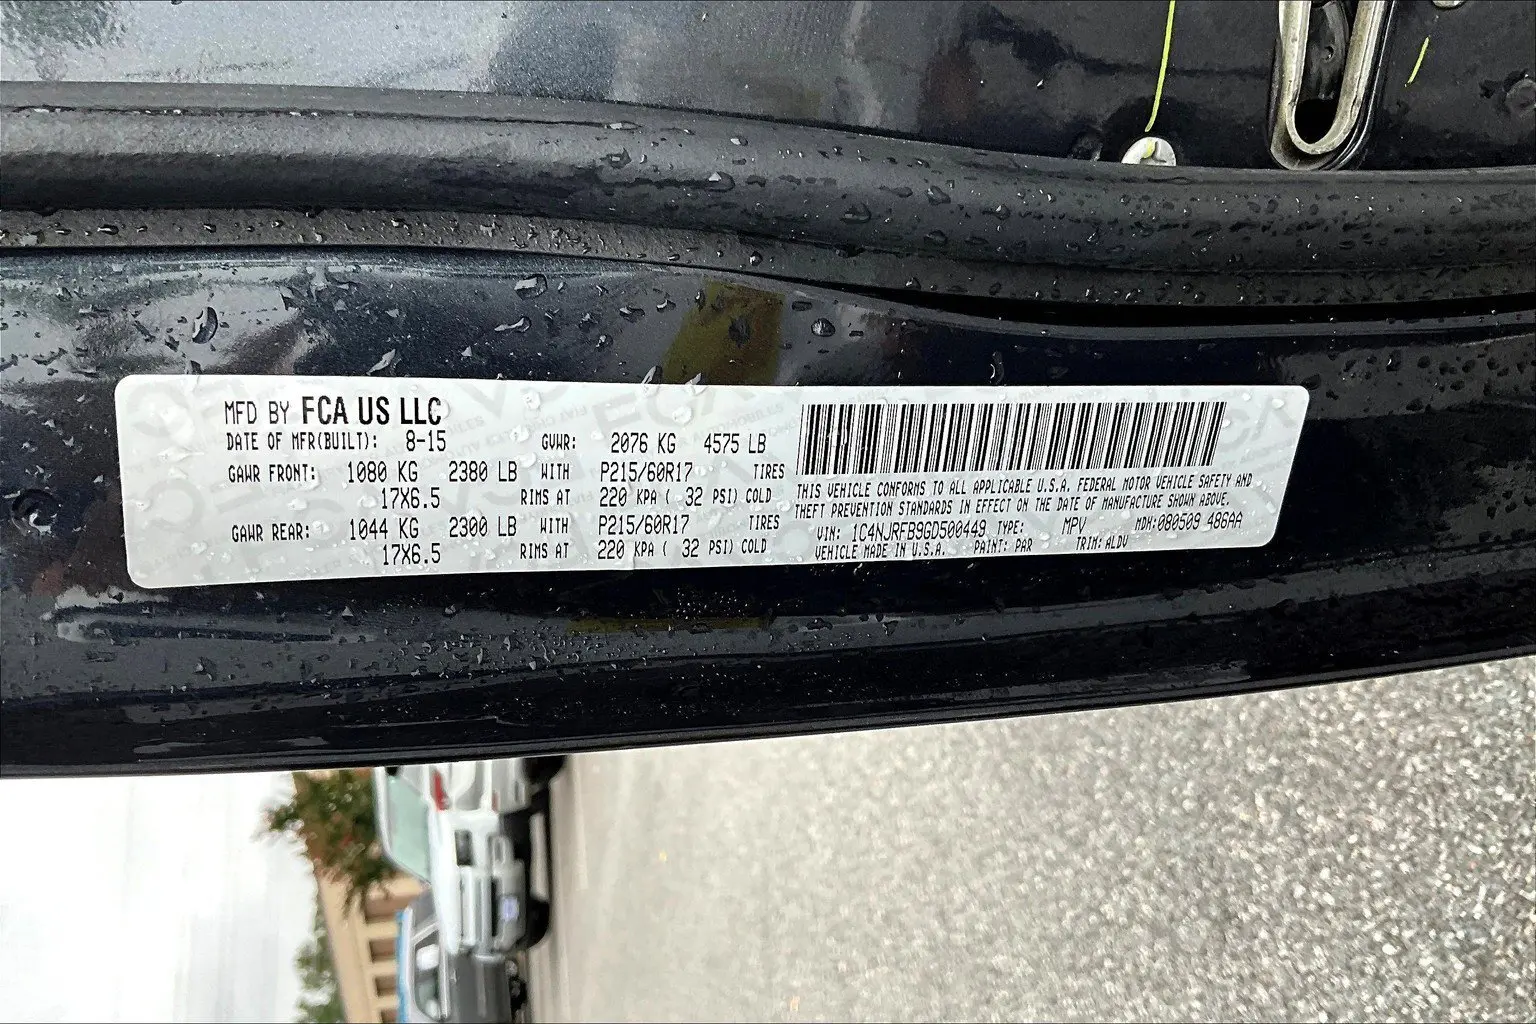 MFD BY FCA US LLC
DATE OF MFR(BUILT): 8-15 GVWR: 2076 KG 4575 LB
GAWR FRONT: 1080 KG 2380 LB WITH P215/60R17 TIRES
17X6.5 RIMS AT 220 KPA ( 32 PSI) COLD
GAWR REAR: 1044 KG 2300 LB WITH P215/60R17 TIRES
17X6.5 RIMS AT 220 KPA ( 32 PSI) COLD
THIS VEHICLE CONFORMS TO ALL APPLICABLE U.S.A. FEDERAL MOTOR VEHICLE SAFETY AND
THEFT PREVENTION STANDARDS IN EFFECT ON THE DATE OF MANUFACTURE SHOWN ABOVE.
VIN: 1C4NJRFB9GD500449 TYPE: MPV MDH:080509 486AA
VEHICLE MADE IN U.S.A. PAINT: PAR TRIM: ALDV